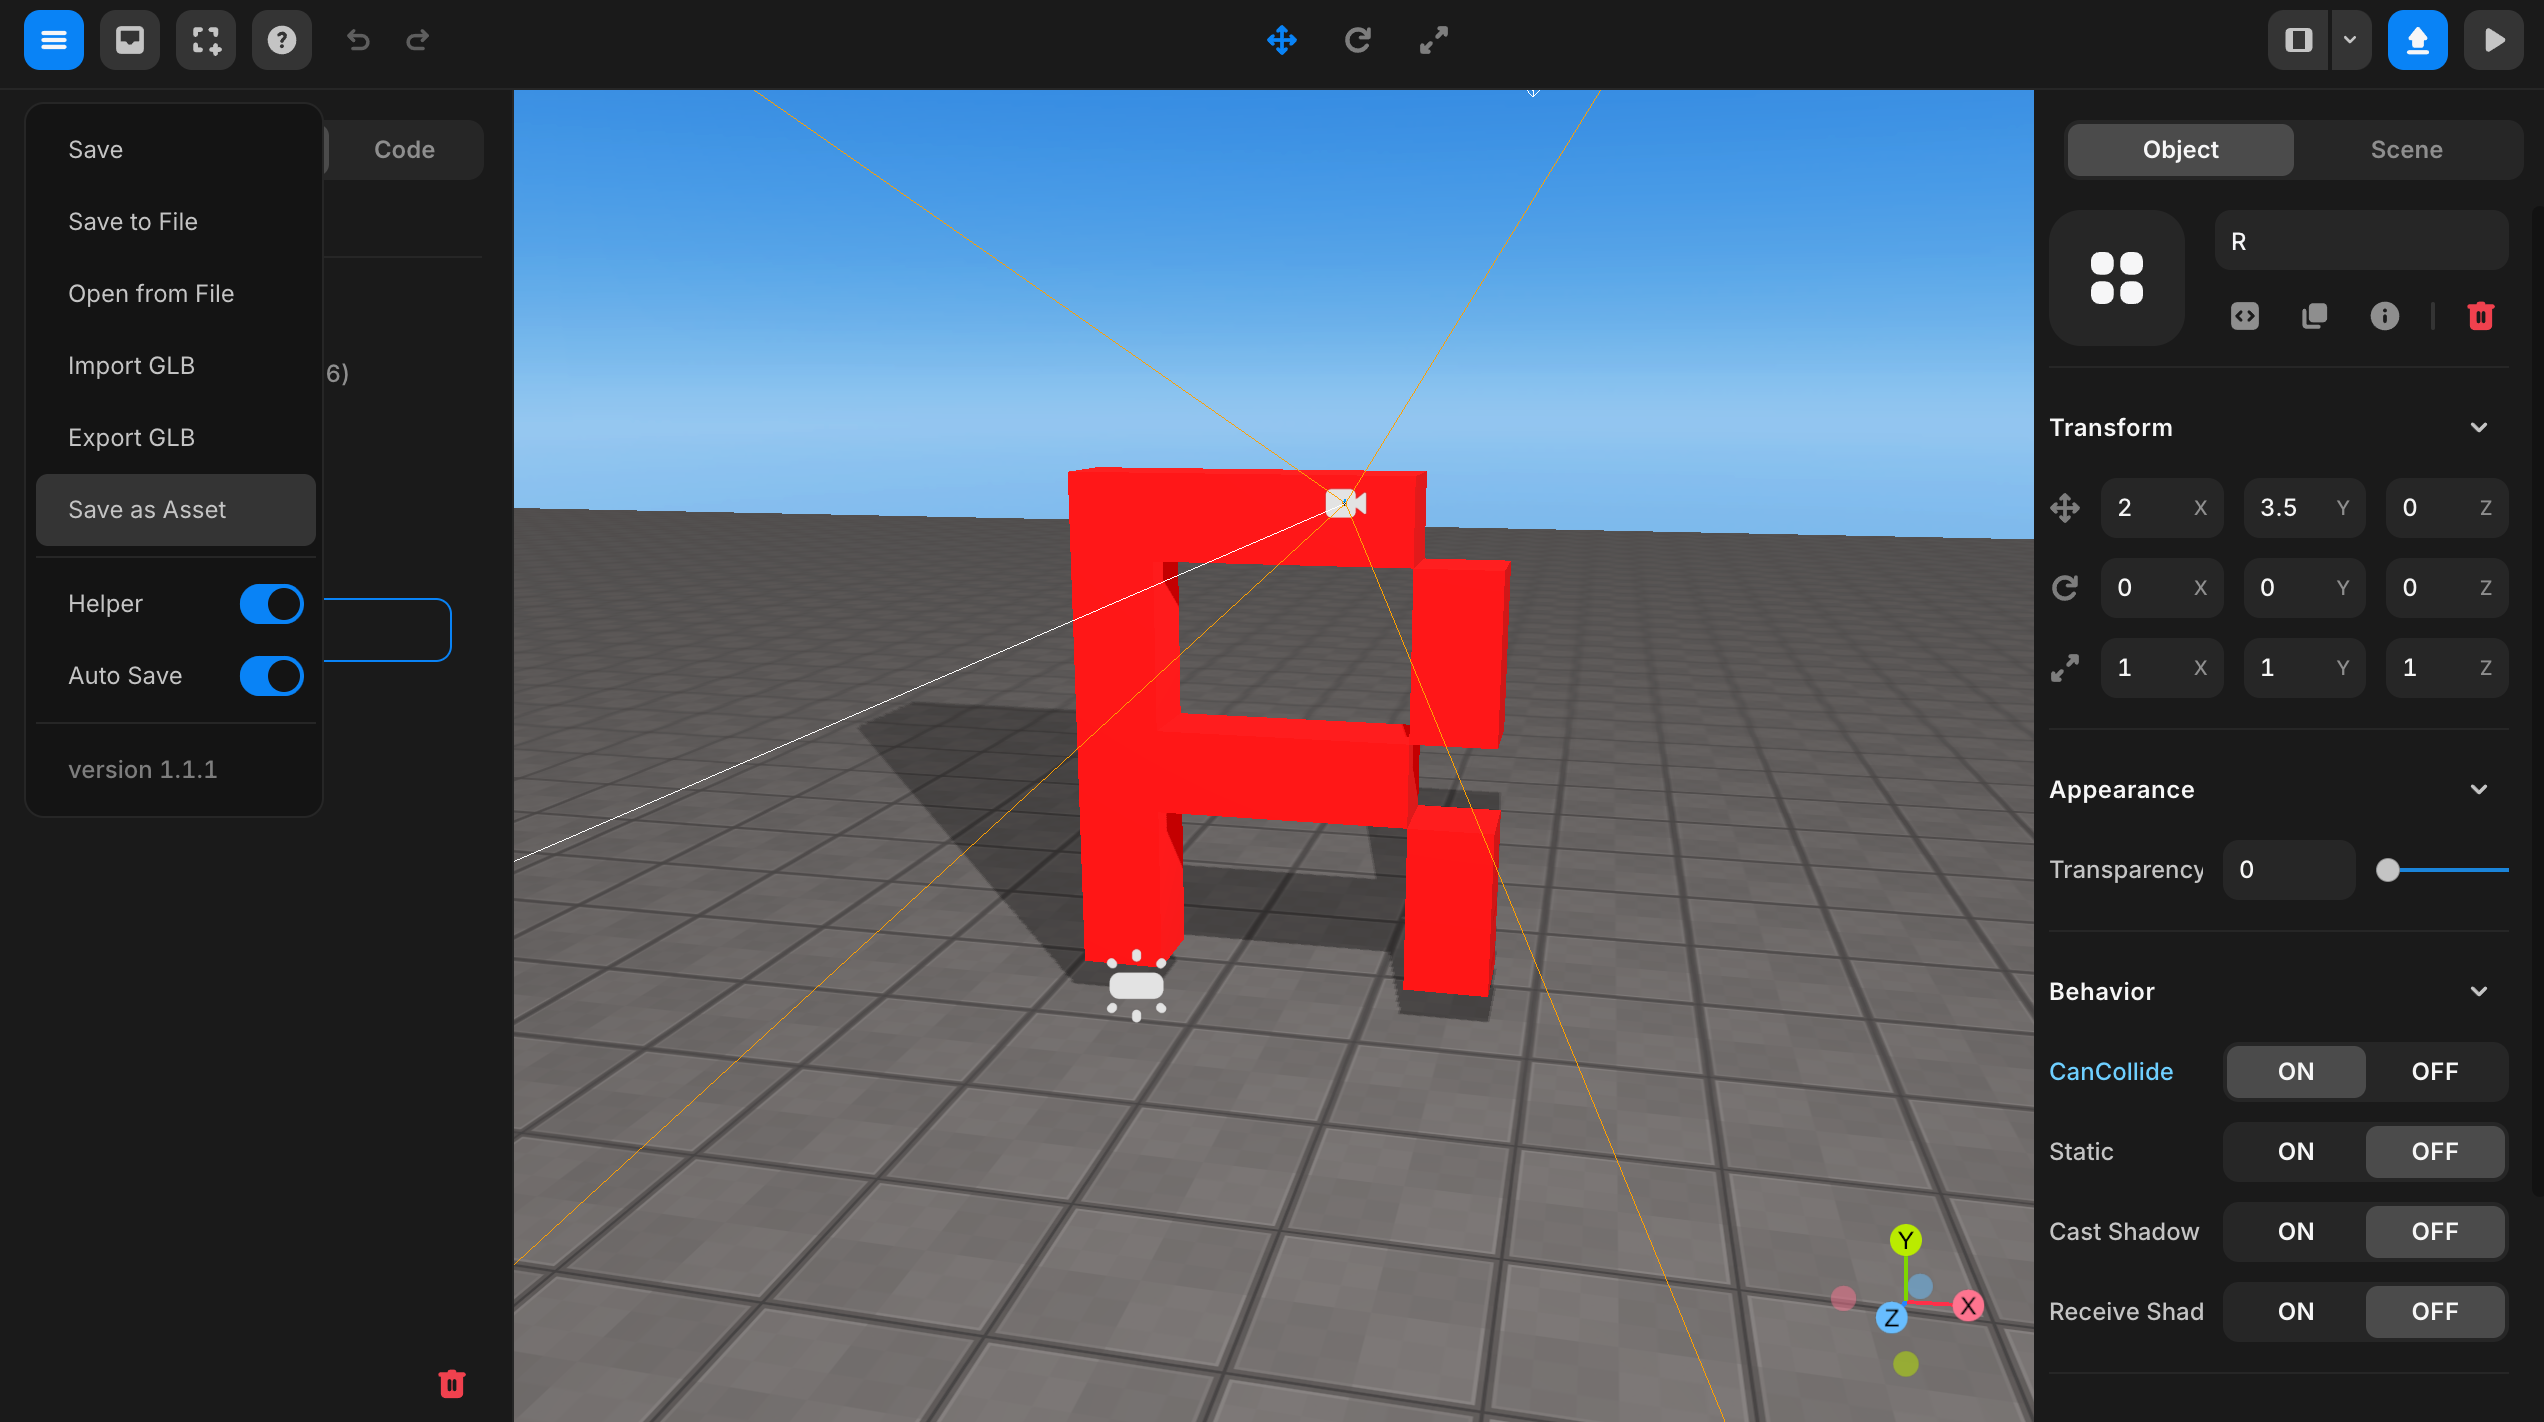 Save
Save to File
Open from File
Import GLB
Export GLB
Save as Asset
Helper
Auto Save
version 1.1.1
Code
6)
Y
Z
X
Object
Scene
R
Transform
2 X 3.5 Y 0 Z
0 X 0 Y 0 Z
1 X 1 Y 1 Z
Appearance
Transparency 0
Behavior
CanCollide ON OFF
Static ON OFF
Cast Shadow ON OFF
Receive Shad ON OFF